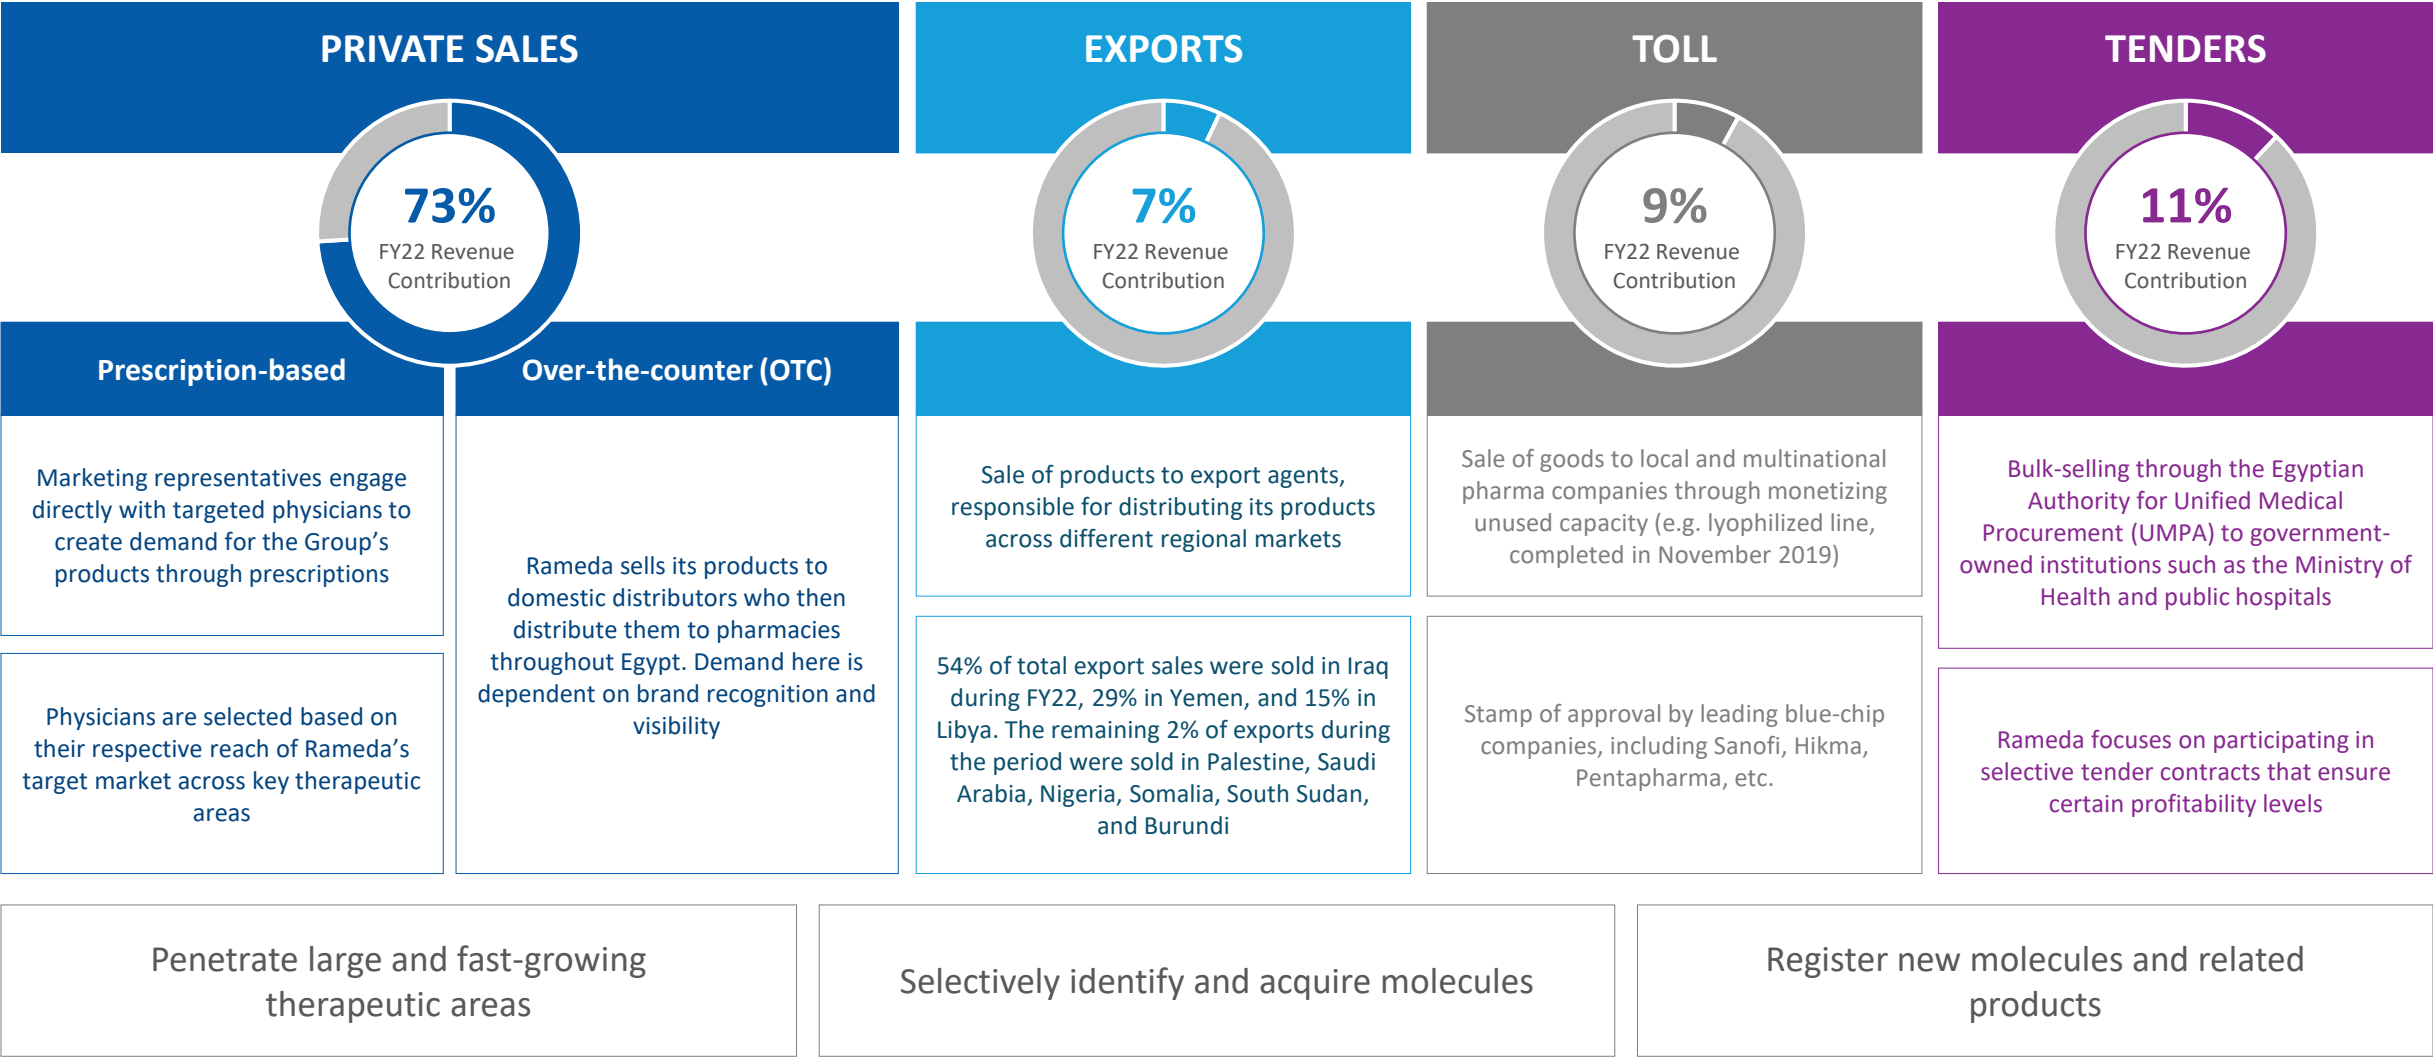 PRIVATE SALES
73%
FY22 Revenue
Contribution
Prescription-based
Marketing representatives engage
directly with targeted physicians to
create demand for the Group’s
products through prescriptions
Physicians are selected based on
their respective reach of Rameda’s
target market across key therapeutic
areas
Over-the-counter (OTC)
Rameda sells its products to
domestic distributors who then
distribute them to pharmacies
throughout Egypt. Demand here is
dependent on brand recognition and
visibility
EXPORTS
7%
FY22 Revenue
Contribution
Sale of products to export agents,
responsible for distributing its products
across different regional markets
54% of total export sales were sold in Iraq
during FY22, 29% in Yemen, and 15% in
Libya. The remaining 2% of exports during
the period were sold in Palestine, Saudi
Arabia, Nigeria, Somalia, South Sudan,
and Burundi
TOLL
9%
FY22 Revenue
Contribution
Sale of goods to local and multinational
pharma companies through monetizing
unused capacity (e.g. lyophilized line,
completed in November 2019)
Stamp of approval by leading blue-chip
companies, including Sanofi, Hikma,
Pentapharma, etc.
TENDERS
11%
FY22 Revenue
Contribution
Bulk-selling through the Egyptian
Authority for Unified Medical
Procurement (UMPA) to government-
owned institutions such as the Ministry of
Health and public hospitals
Rameda focuses on participating in
selective tender contracts that ensure
certain profitability levels
Penetrate large and fast-growing
therapeutic areas
Selectively identify and acquire molecules
Register new molecules and related
products